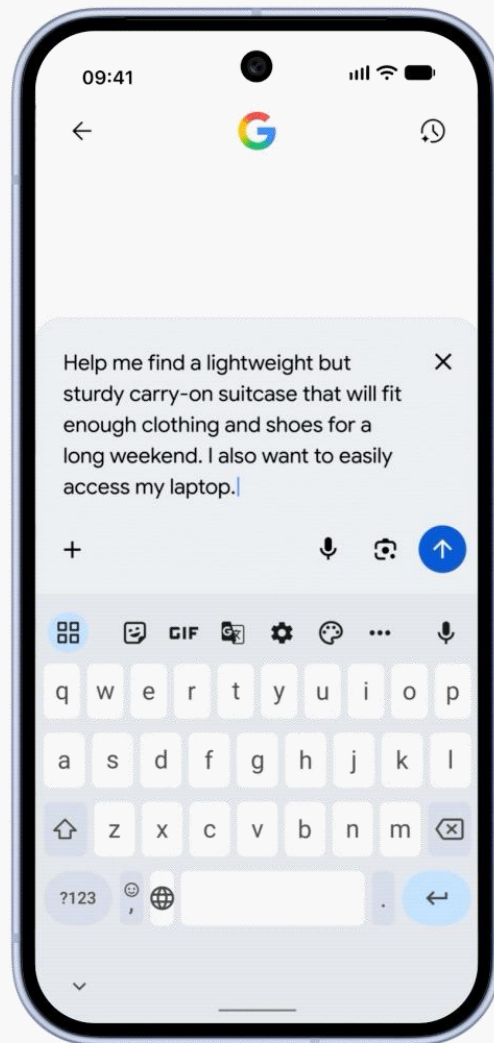 09:41
Help me find a lightweight but
sturdy carry-on suitcase that will fit
enough clothing and shoes for a
long weekend. I also want to easily
access my laptop.
GIF
q w e r t y u i o p
a s d f g h j k l
z x c v b n m
?123 , .